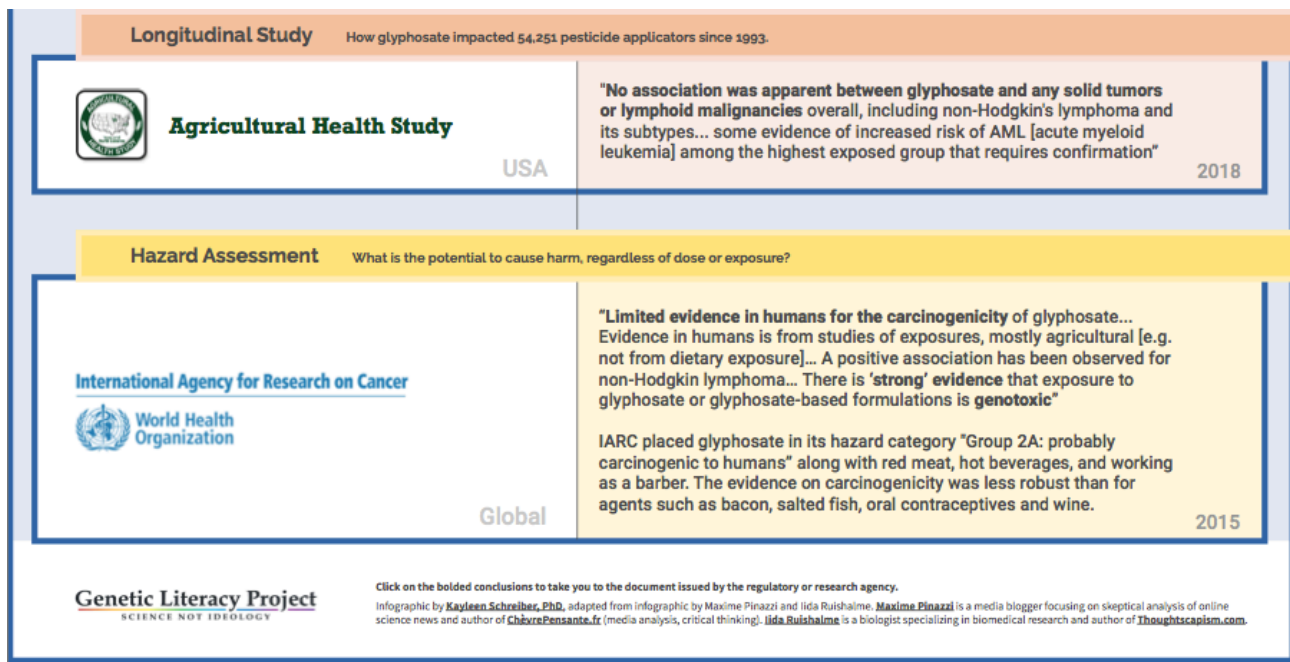 Longitudinal Study How glyphosate impacted 54,251 pesticide applicators since 1993.
Agricultural Health Study
USA
"No association was apparent between glyphosate and any solid tumors
or lymphoid malignancies overall, including non-Hodgkin's lymphoma and
its subtypes... some evidence of increased risk of AML [acute myeloid
leukemia] among the highest exposed group that requires confirmation”
2018
Hazard Assessment What is the potential to cause harm, regardless of dose or exposure?
International Agency for Research on Cancer
World Health
Organization
Global
“Limited evidence in humans for the carcinogenicity of glyphosate...
Evidence in humans is from studies of exposures, mostly agricultural [e.g.
not from dietary exposure]... A positive association has been observed for
non-Hodgkin lymphoma... There is ‘strong’ evidence that exposure to
glyphosate or glyphosate-based formulations is genotoxic”
IARC placed glyphosate in its hazard category "Group 2A: probably
carcinogenic to humans” along with red meat, hot beverages, and working
as a barber. The evidence on carcinogenicity was less robust than for
agents such as bacon, salted fish, oral contraceptives and wine.
2015
Genetic Literacy Project
SCIENCE NOT IDEOLOGY
Click on the bolded conclusions to take you to the document issued by the regulatory or research agency.
Infographic by Kayleen Schreiber, PhD, adapted from infographic by Maxime Pinazzi and Iida Ruishalme. Maxime Pinazzi is a media blogger focusing on skeptical analysis of online
science news and author of ChèvrePensante.fr (media analysis, critical thinking). Iida Ruishalme is a biologist specializing in biomedical research and author of Thoughtscapism.com.